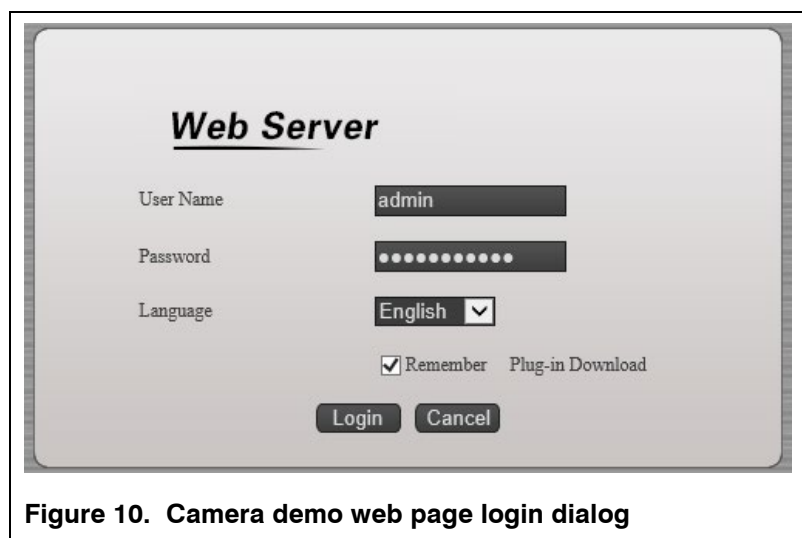 Web Server
User Name admin
Password ●●●●●●●●●●●
Language English
Remember Plug-in Download
Login Cancel
Figure 10. Camera demo web page login dialog